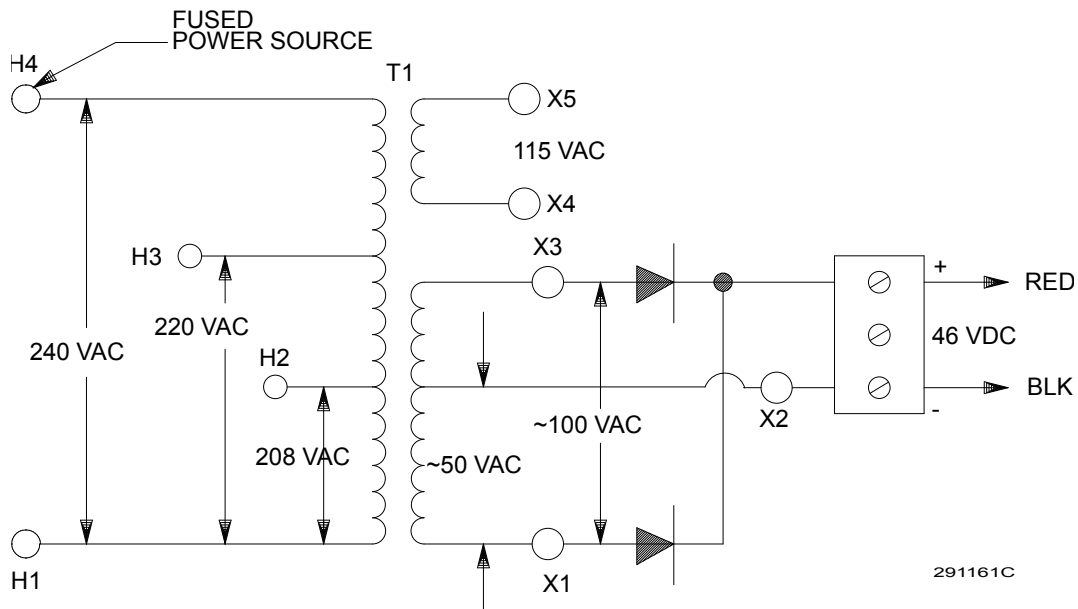 FUSED
POWER SOURCE
H4
T1
X5
115 VAC
X4
H3
X3
+
RED
220 VAC
46 VDC
240 VAC
H2
BLK
X2
-
~100 VAC
208 VAC
~50 VAC
H1
X1
291161C